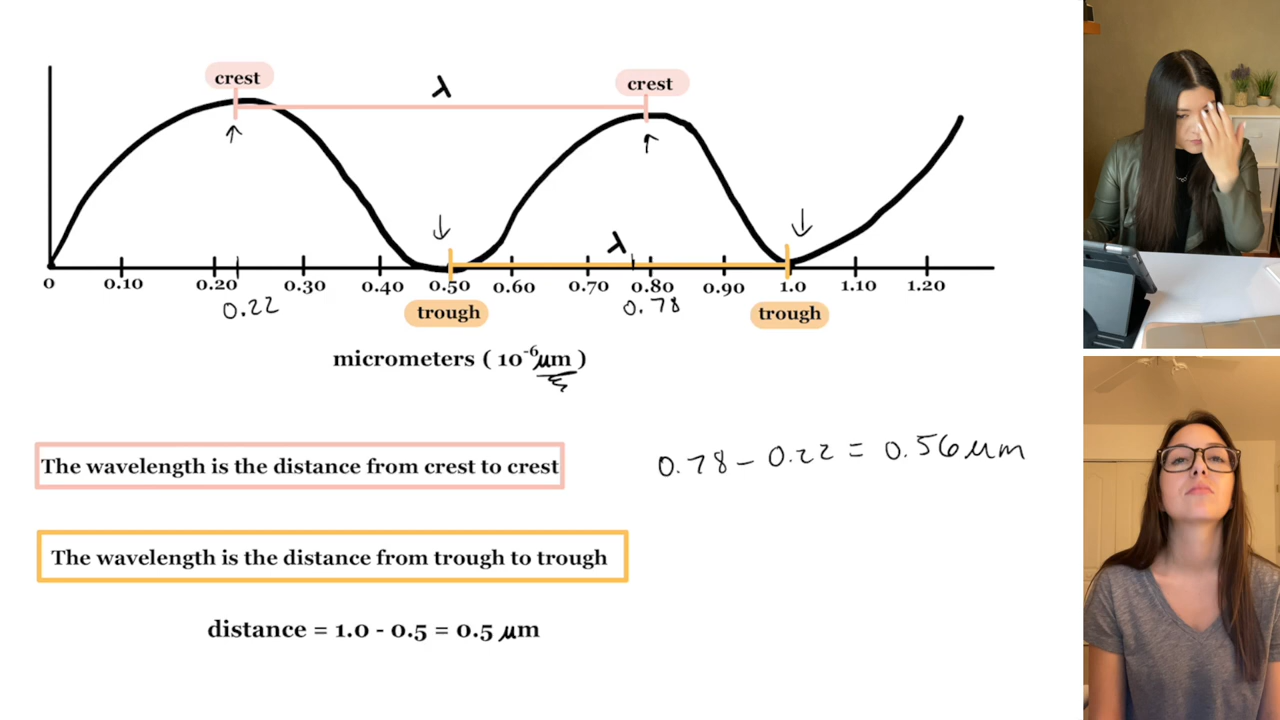 crest
λ
crest
λ
0 0.10 0.20 0.30 0.40 0.50 0.60 0.70 0.80 0.90 1.0 1.10 1.20
0.22 0.78
trough trough
micrometers ( 10⁻⁶ μm )
The wavelength is the distance from crest to crest
0.78 - 0.22 = 0.56 μm
The wavelength is the distance from trough to trough
distance = 1.0 - 0.5 = 0.5 μm